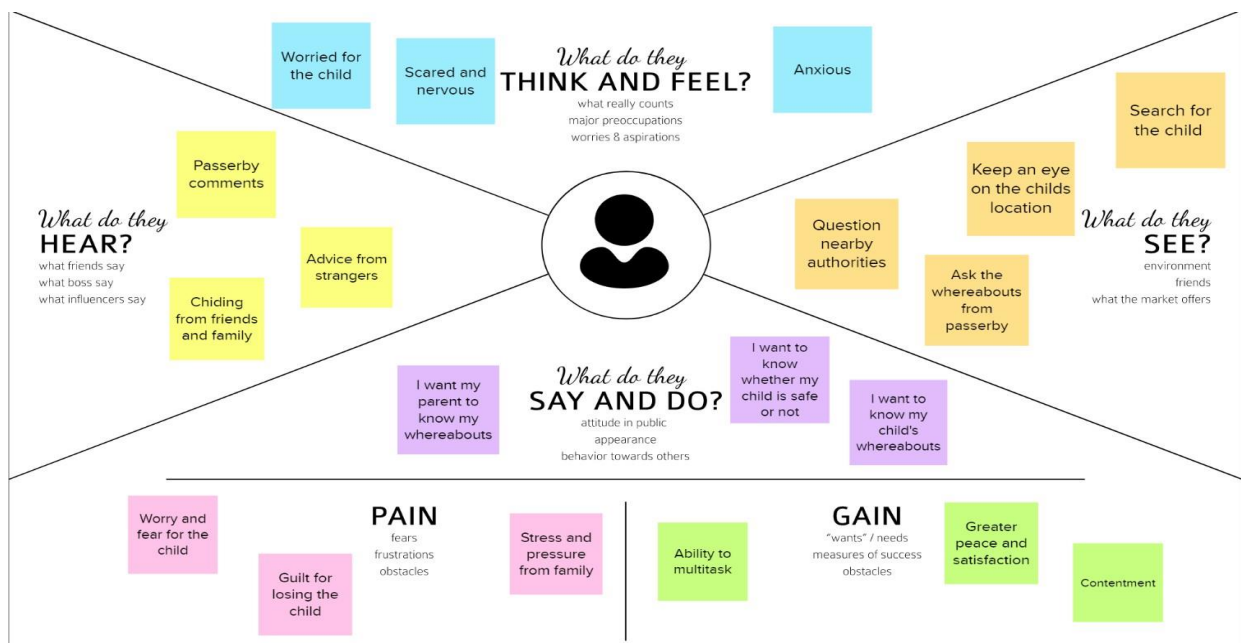 Worried for
the child
Scared and
nervous
What do they
THINK AND FEEL?
what really counts
major preoccupations
worries & aspirations
Anxious
Passerby
comments
What do they
HEAR?
what friends say
what boss say
what influencers say
Advice from
strangers
Chiding
from friends
and family
Search for
the child
Keep an eye
on the childs
location
Question
nearby
authorities
Ask the
whereabouts
from
passerby
What do they
SEE?
environment
friends
what the market offers
I want my
parent to
know my
whereabouts
What do they
SAY AND DO?
attitude in public
appearance
behavior towards others
I want to
know
whether my
child is safe
or not
I want to
know my
child's
whereabouts
Worry and
fear for the
child
Guilt for
losing the
child
PAIN
fears
frustrations
obstacles
Stress and
pressure
from family
Ability to
multitask
GAIN
"wants" / needs
measures of success
obstacles
Greater
peace and
satisfaction
Contentment